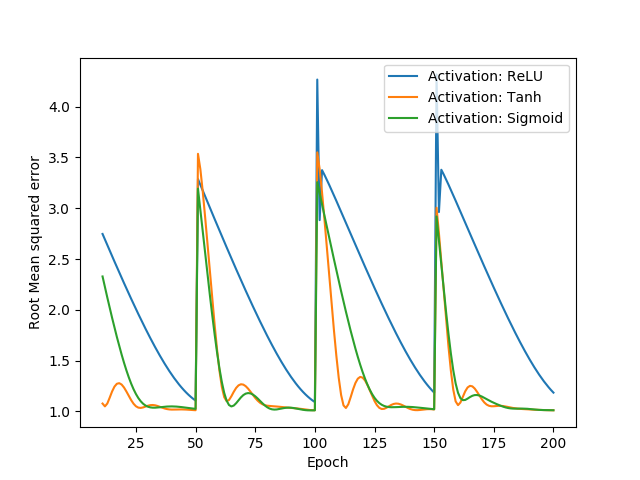 Activation: ReLU
Activation: Tanh
Activation: Sigmoid
Root Mean squared error
4.0
3.5
3.0
2.5
2.0
1.5
1.0
25 50 75 100 125 150 175 200
Epoch